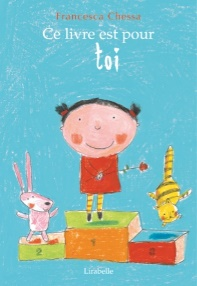 Francesca Chessa
Ce livre est pour
toi
2
1
3
Lirabelle